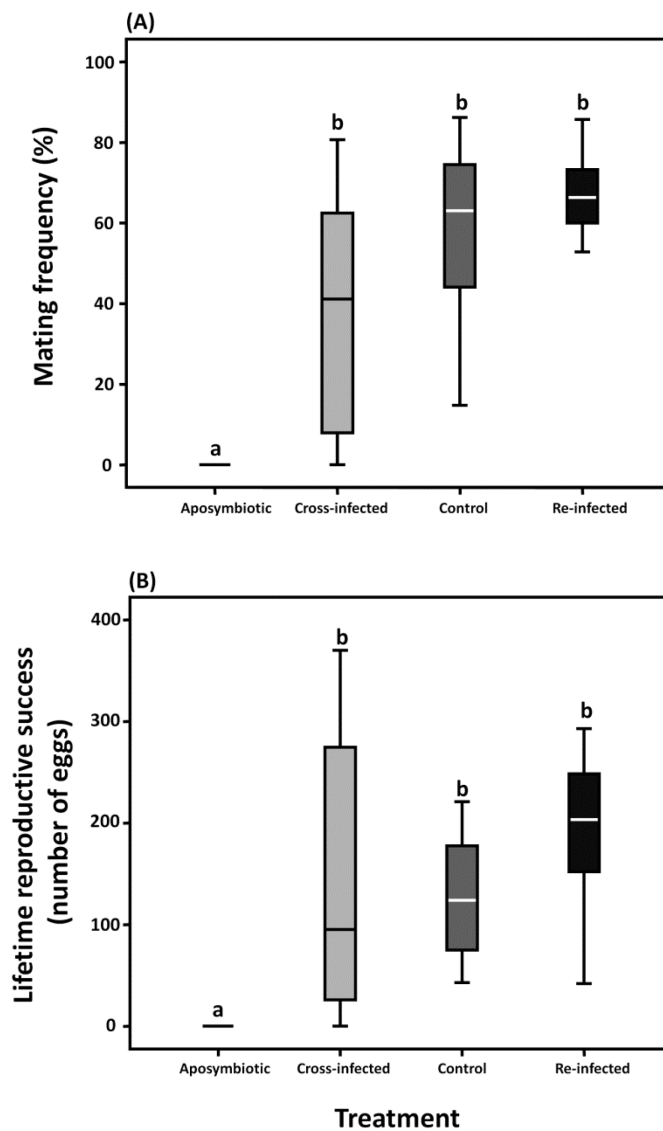 (A)
Mating frequency (%)
100
80
60
40
20
0
a
b
b
b
Aposymbiotic Cross-infected Control Re-infected
(B)
Lifetime reproductive success
(number of eggs)
400
300
200
100
0
a
b
b
b
Aposymbiotic Cross-infected Control Re-infected
Treatment